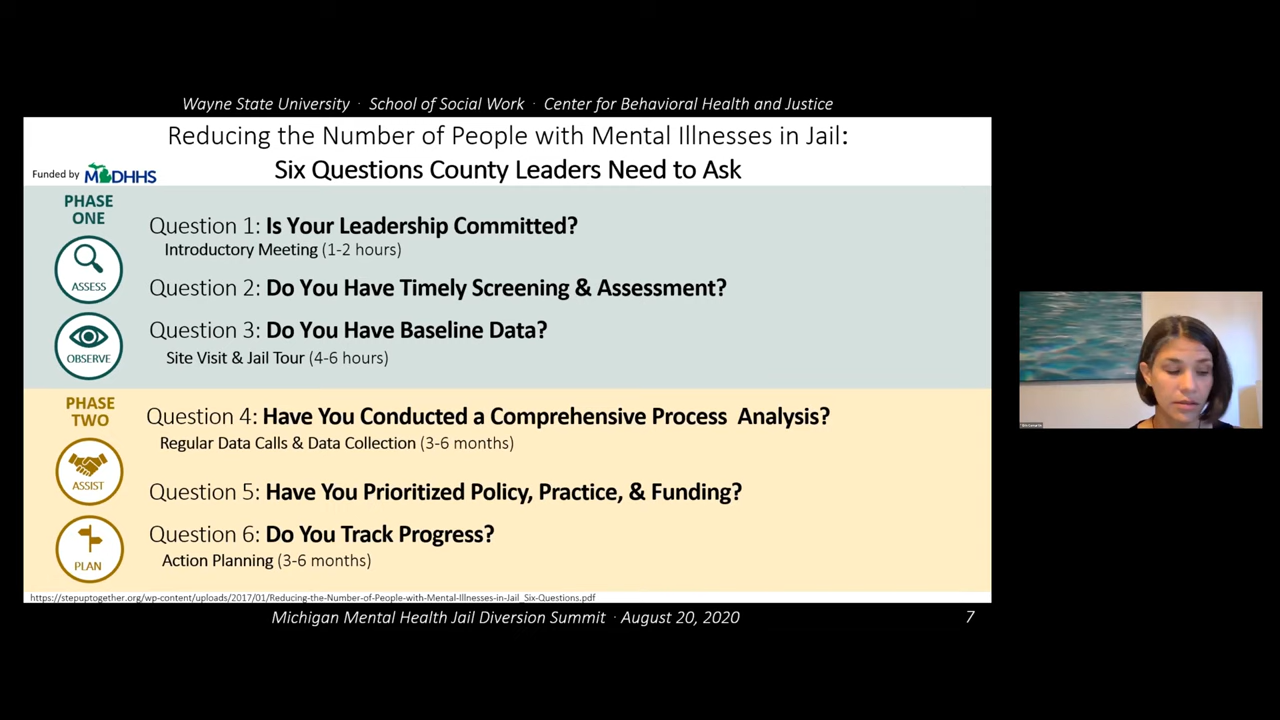 Wayne State University · School of Social Work · Center for Behavioral Health and Justice
Reducing the Number of People with Mental Illnesses in Jail:
Six Questions County Leaders Need to Ask
Funded by MDHHS
PHASE
ONE
ASSESS
OBSERVE
Question 1: Is Your Leadership Committed?
Introductory Meeting (1-2 hours)
Question 2: Do You Have Timely Screening & Assessment?
Question 3: Do You Have Baseline Data?
Site Visit & Jail Tour (4-6 hours)
PHASE
TWO
ASSIST
PLAN
Question 4: Have You Conducted a Comprehensive Process Analysis?
Regular Data Calls & Data Collection (3-6 months)
Question 5: Have You Prioritized Policy, Practice, & Funding?
Question 6: Do You Track Progress?
Action Planning (3-6 months)
https://stepuptogether.org/wp-content/uploads/2017/01/Reducing-the-Number-of-People-with-Mental-Illnesses-in-Jail_Six-Questions.pdf
Michigan Mental Health Jail Diversion Summit · August 20, 2020
7